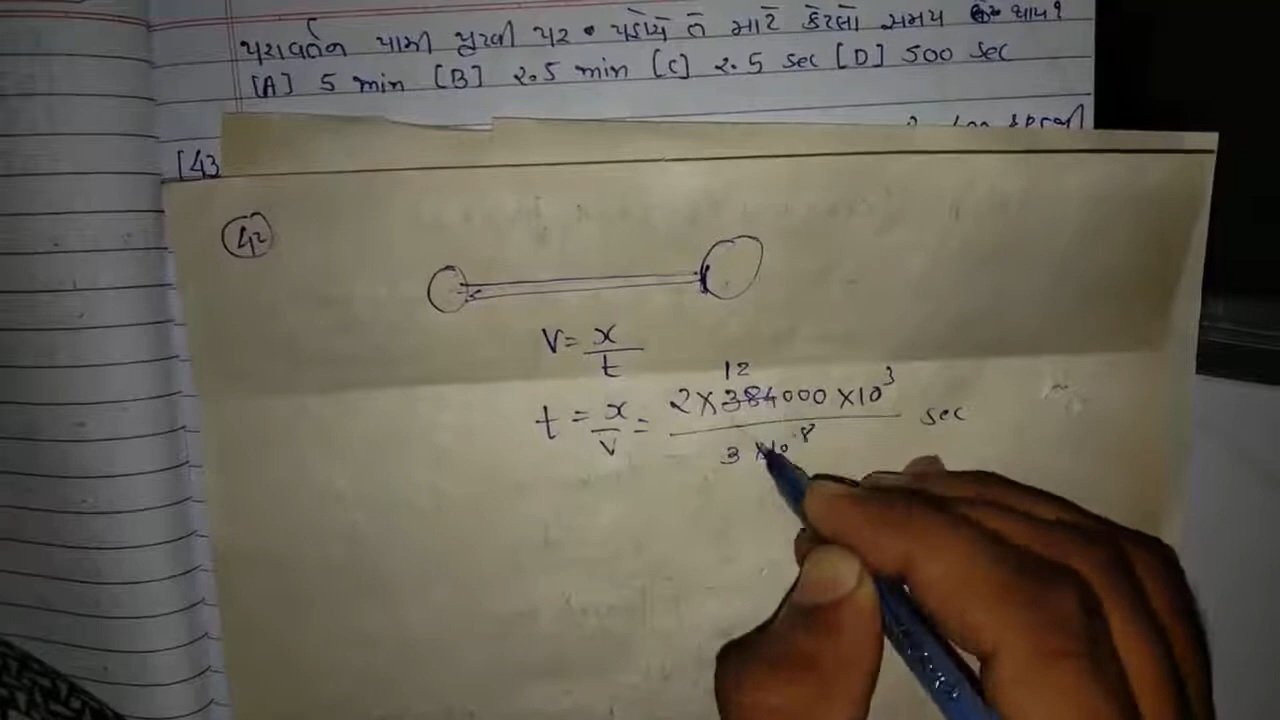 પરાવર્તન પામી પૃથ્વી પર પહોંચે તે માટે કેટલો સમય થાય?
[A] 5 min [B] 2.5 min [C] 2.5 sec [D] 500 sec
[43
42
V = x/t
12
t = x/v = 2×384000×10³ / 3×10⁸ sec